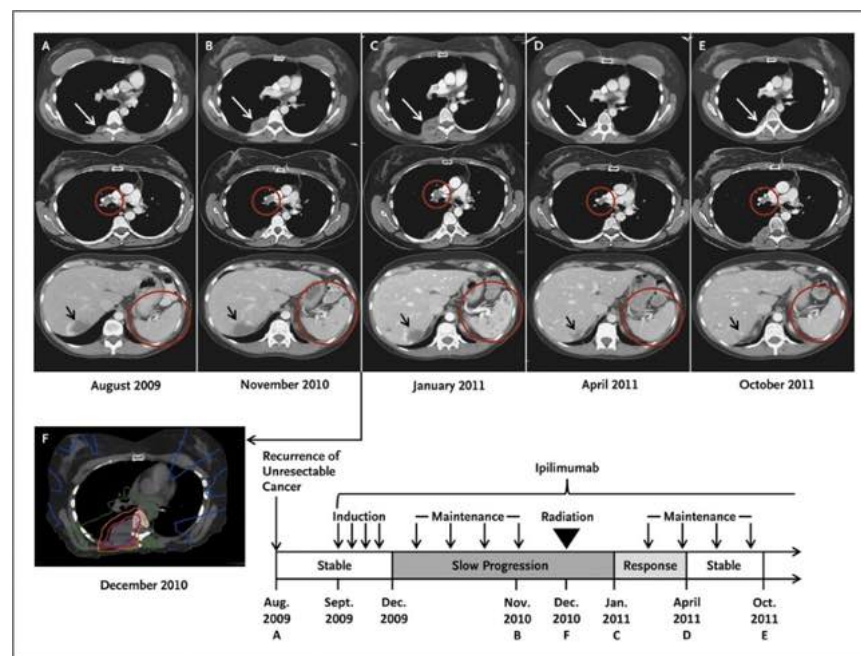 A
B
C
D
E
August 2009
November 2010
January 2011
April 2011
October 2011
F
December 2010
Recurrence of
Unresectable
Cancer
Ipilimumab
Induction
Maintenance
Radiation
Maintenance
Stable
Slow Progression
Response
Stable
Aug.
2009
A
Sept.
2009
Dec.
2009
Nov.
2010
B
Dec.
2010
F
Jan.
2011
C
April
2011
D
Oct.
2011
E